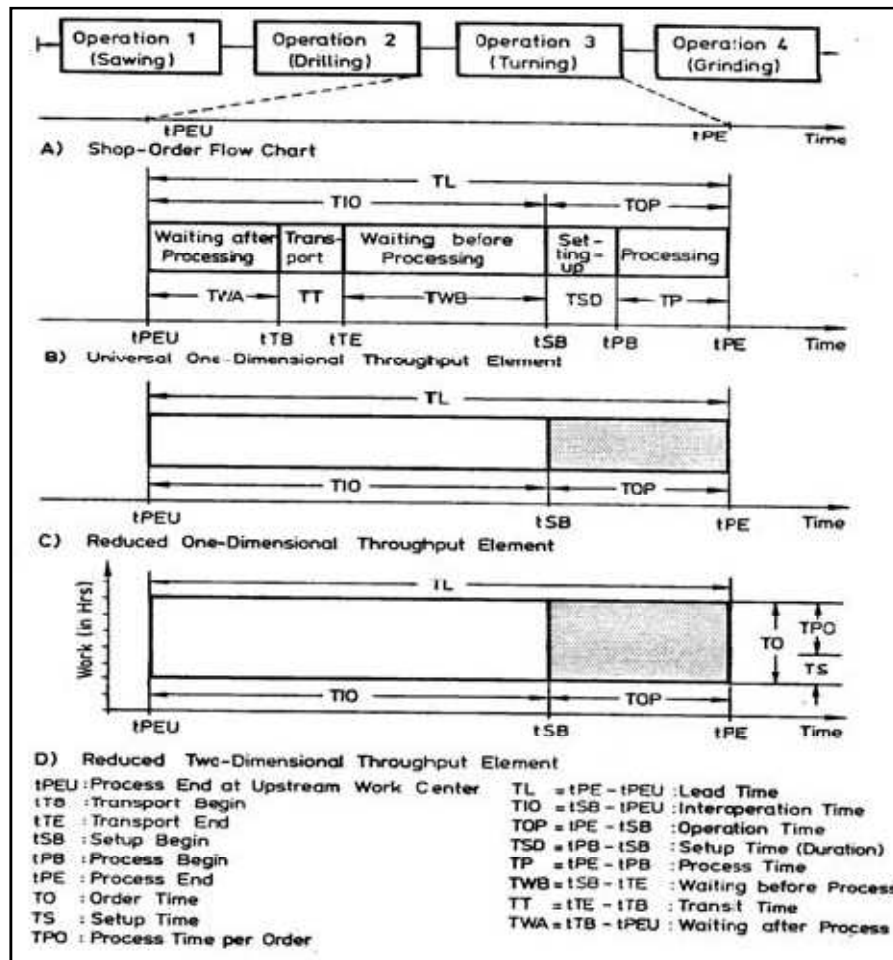 Operation 1 Operation 2 Operation 3 Operation 4
(Sawing) (Drilling) (Turning) (Grinding)
tPEU tPE Time
A) Shop-Order Flow Chart
TL
TIO TOP
Waiting after Trans- Waiting before Set- Processing
Processing port Processing ting-
up
TWA TT TWB TSD TP
tPEU tTB tTE tSB tPB tPE Time
B) Universal One-Dimensional Throughput Element
TL
TIO TOP
tPEU tSB tPE Time
C) Reduced One-Dimensional Throughput Element
Work (in Hrs)
TL
TO TPO
TS
TIO TOP
tPEU tSB tPE Time
D) Reduced Two-Dimensional Throughput Element
tPEU : Process End at Upstream Work Center
tTB : Transport Begin
tTE : Transport End
tSB : Setup Begin
tPB : Process Begin
tPE : Process End
TO : Order Time
TS : Setup Time
TPO : Process Time per Order
TL = tPE - tPEU : Lead Time
TIO = tSB - tPEU : Interoperation Time
TOP = tPE - tSB : Operation Time
TSD = tPB - tSB : Setup Time (Duration)
TP = tPE - tPB : Process Time
TWB = tSB - tTE : Waiting before Process
TT = tTE - tTB : Transit Time
TWA = tTB - tPEU : Waiting after Process